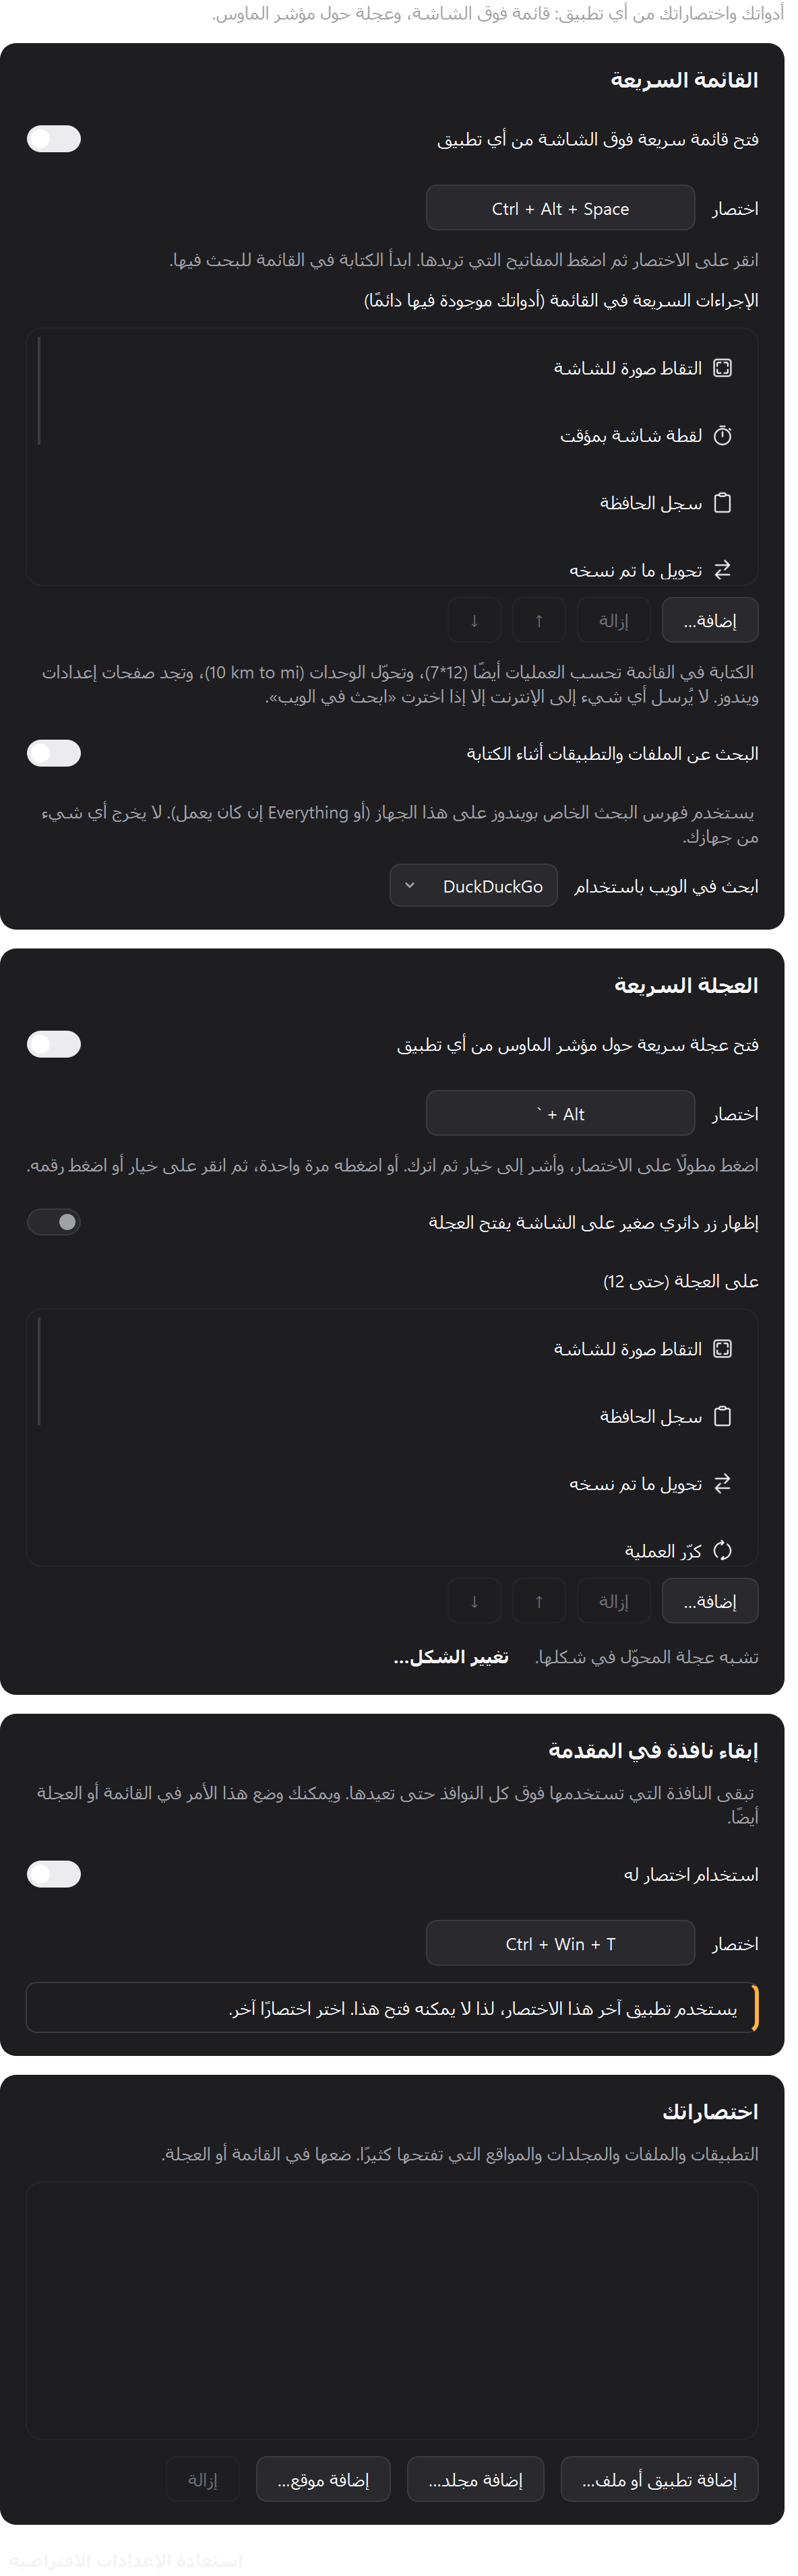 أدواتك واختصاراتك من أي تطبيق: قائمة فوق الشاشة، وعجلة حول مؤشر الماوس.
القائمة السريعة
فتح قائمة سريعة فوق الشاشة من أي تطبيق
اختصار
Ctrl + Alt + Space
انقر على الاختصار ثم اضغط المفاتيح التي تريدها. ابدأ الكتابة في القائمة للبحث فيها.
الإجراءات السريعة في القائمة (أدواتك موجودة فيها دائمًا)
التقاط صورة للشاشة
لقطة شاشة بمؤقت
سجل الحافظة
تحويل ما تم نسخه
إضافة...
إزالة
↑
↓
الكتابة في القائمة تحسب العمليات أيضًا (12*7)، وتحوّل الوحدات (10 km to mi)، وتجد صفحات إعدادات
ويندوز. لا يُرسل أي شيء إلى الإنترنت إلا إذا اخترت «ابحث في الويب».
البحث عن الملفات والتطبيقات أثناء الكتابة
يستخدم فهرس البحث الخاص بويندوز على هذا الجهاز (أو Everything إن كان يعمل). لا يخرج أي شيء
من جهازك.
ابحث في الويب باستخدام
DuckDuckGo
العجلة السريعة
فتح عجلة سريعة حول مؤشر الماوس من أي تطبيق
اختصار
` + Alt
اضغط مطولًا على الاختصار، وأشر إلى خيار ثم اترك. أو اضغطه مرة واحدة، ثم انقر على خيار أو اضغط رقمه.
إظهار زر دائري صغير على الشاشة يفتح العجلة
على العجلة (حتى 12)
التقاط صورة للشاشة
سجل الحافظة
تحويل ما تم نسخه
كرّر العملية
إضافة...
إزالة
↑
↓
تشبه عجلة المحوّل في شكلها.
تغيير الشكل...
إبقاء نافذة في المقدمة
تبقى النافذة التي تستخدمها فوق كل النوافذ حتى تعيدها. ويمكنك وضع هذا الأمر في القائمة أو العجلة
أيضًا.
استخدام اختصار له
اختصار
Ctrl + Win + T
يستخدم تطبيق آخر هذا الاختصار، لذا لا يمكنه فتح هذا. اختر اختصارًا آخر.
اختصاراتك
التطبيقات والملفات والمجلدات والمواقع التي تفتحها كثيرًا. ضعها في القائمة أو العجلة.
إضافة تطبيق أو ملف...
إضافة مجلد...
إضافة موقع...
إزالة
استعادة الإعدادات الافتراضية